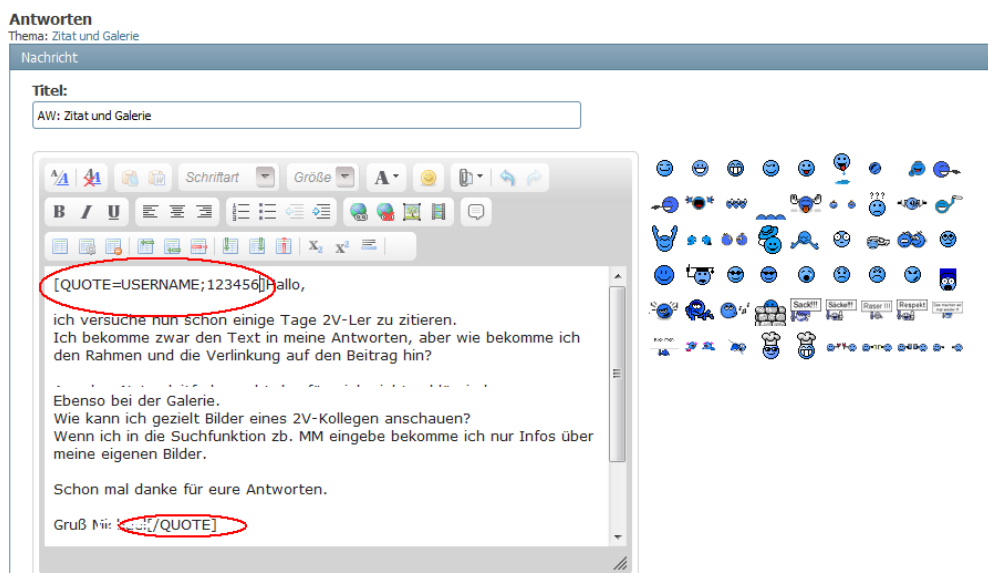 Antworten
Thema: Zitat und Galerie
Nachricht
Titel:
AW: Zitat und Galerie
Schriftart Größe A
B I U X₂ X²
[QUOTE=USERNAME;123456]Hallo,
ich versuche nun schon einige Tage 2V-Ler zu zitieren.
Ich bekomme zwar den Text in meine Antworten, aber wie bekomme ich
den Rahmen und die Verlinkung auf den Beitrag hin?
Ebenso bei der Galerie.
Wie kann ich gezielt Bilder eines 2V-Kollegen anschauen?
Wenn ich in die Suchfunktion zb. MM eingebe bekomme ich nur Infos über
meine eigenen Bilder.
Schon mal danke für eure Antworten.
Gruß [/QUOTE]
???
Sack!!! Säcke!! Raser !!! Respekt